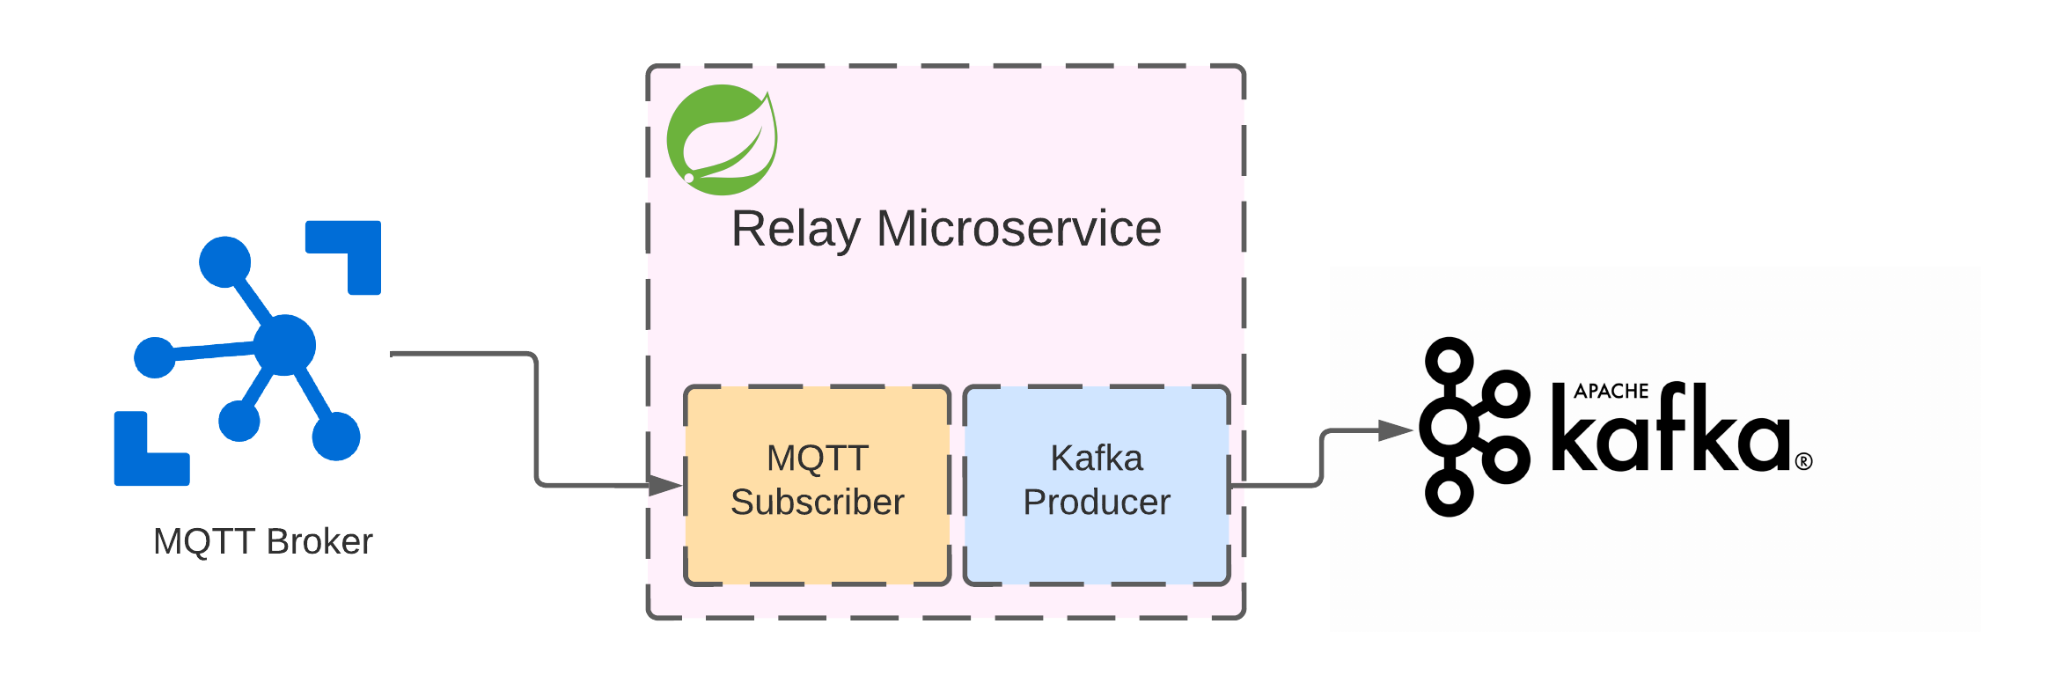 Relay Microservice
MQTT
Subscriber
Kafka
Producer
MQTT Broker
APACHE
kafka®